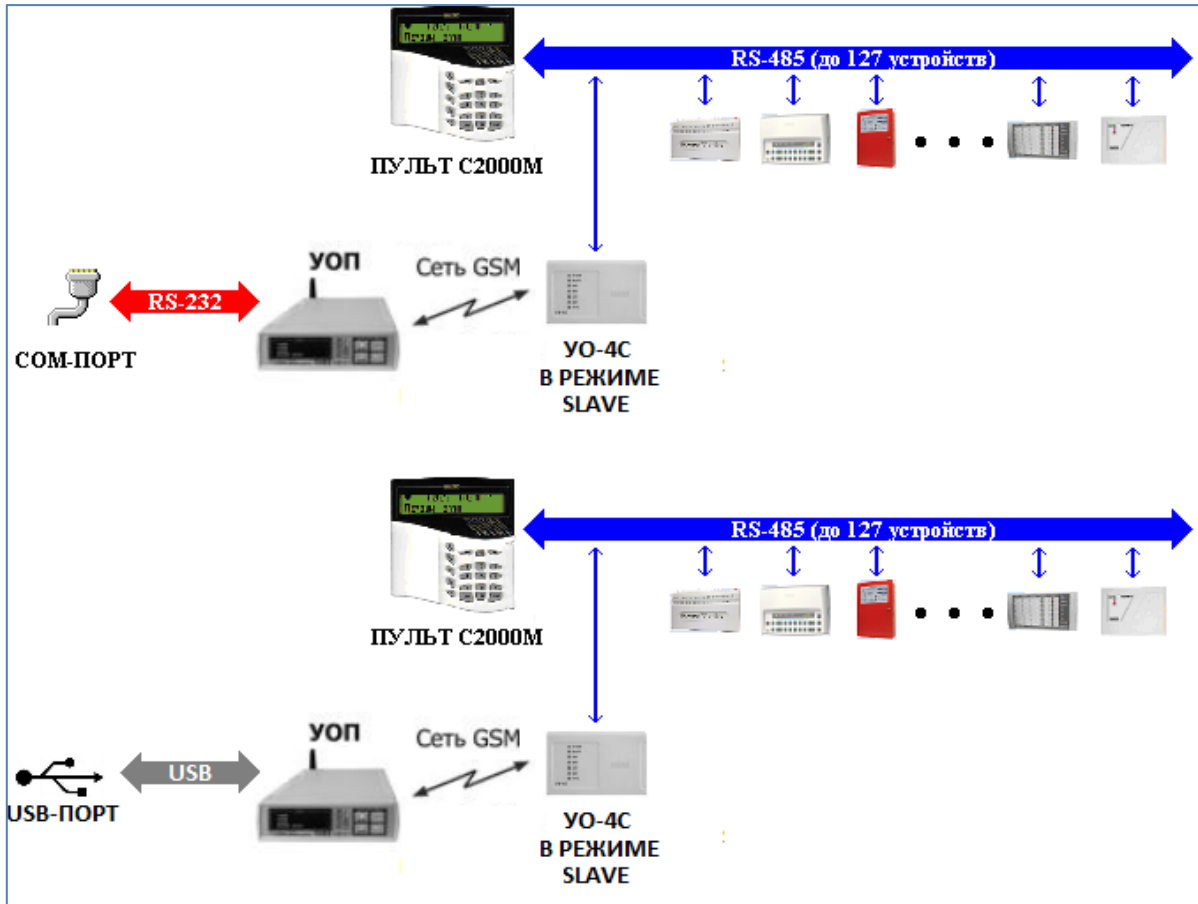 RS-485 (до 127 устройств)
ПУЛЬТ С2000М
УОП
Сеть GSM
RS-232
COM-ПОРТ
УО-4С
В РЕЖИМЕ
SLAVE
RS-485 (до 127 устройств)
ПУЛЬТ С2000М
УОП
Сеть GSM
USB
USB-ПОРТ
УО-4С
В РЕЖИМЕ
SLAVE